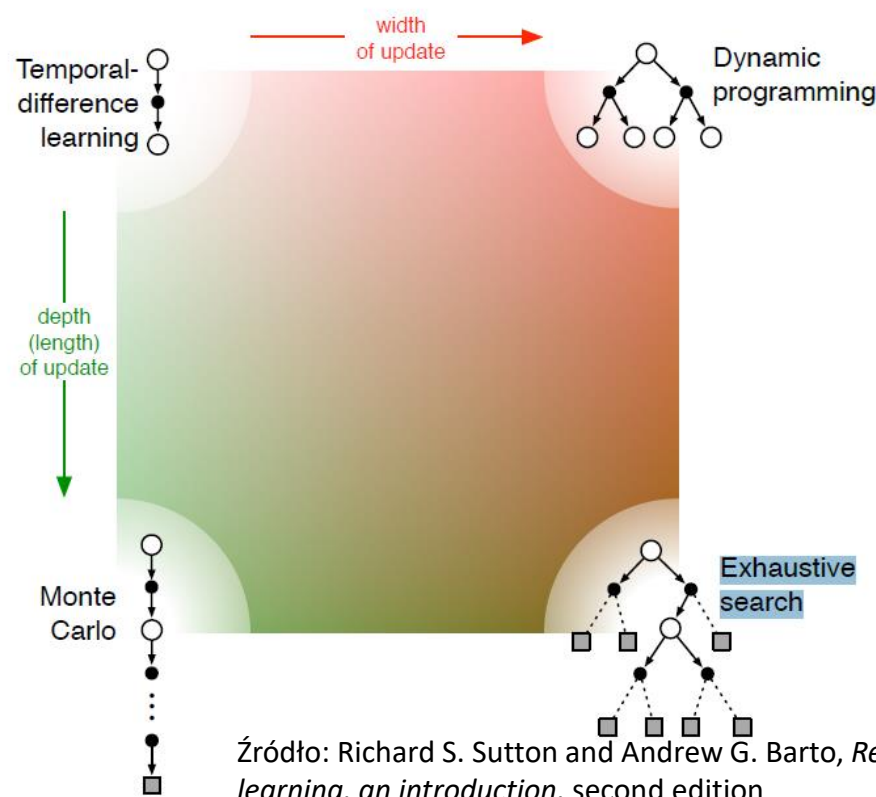 width
of update
Temporal-
difference
learning
Dynamic
programming
depth
(length)
of update
Monte
Carlo
Exhaustive
search
Źródło: Richard S. Sutton and Andrew G. Barto, Re
learning, an introduction, second edition